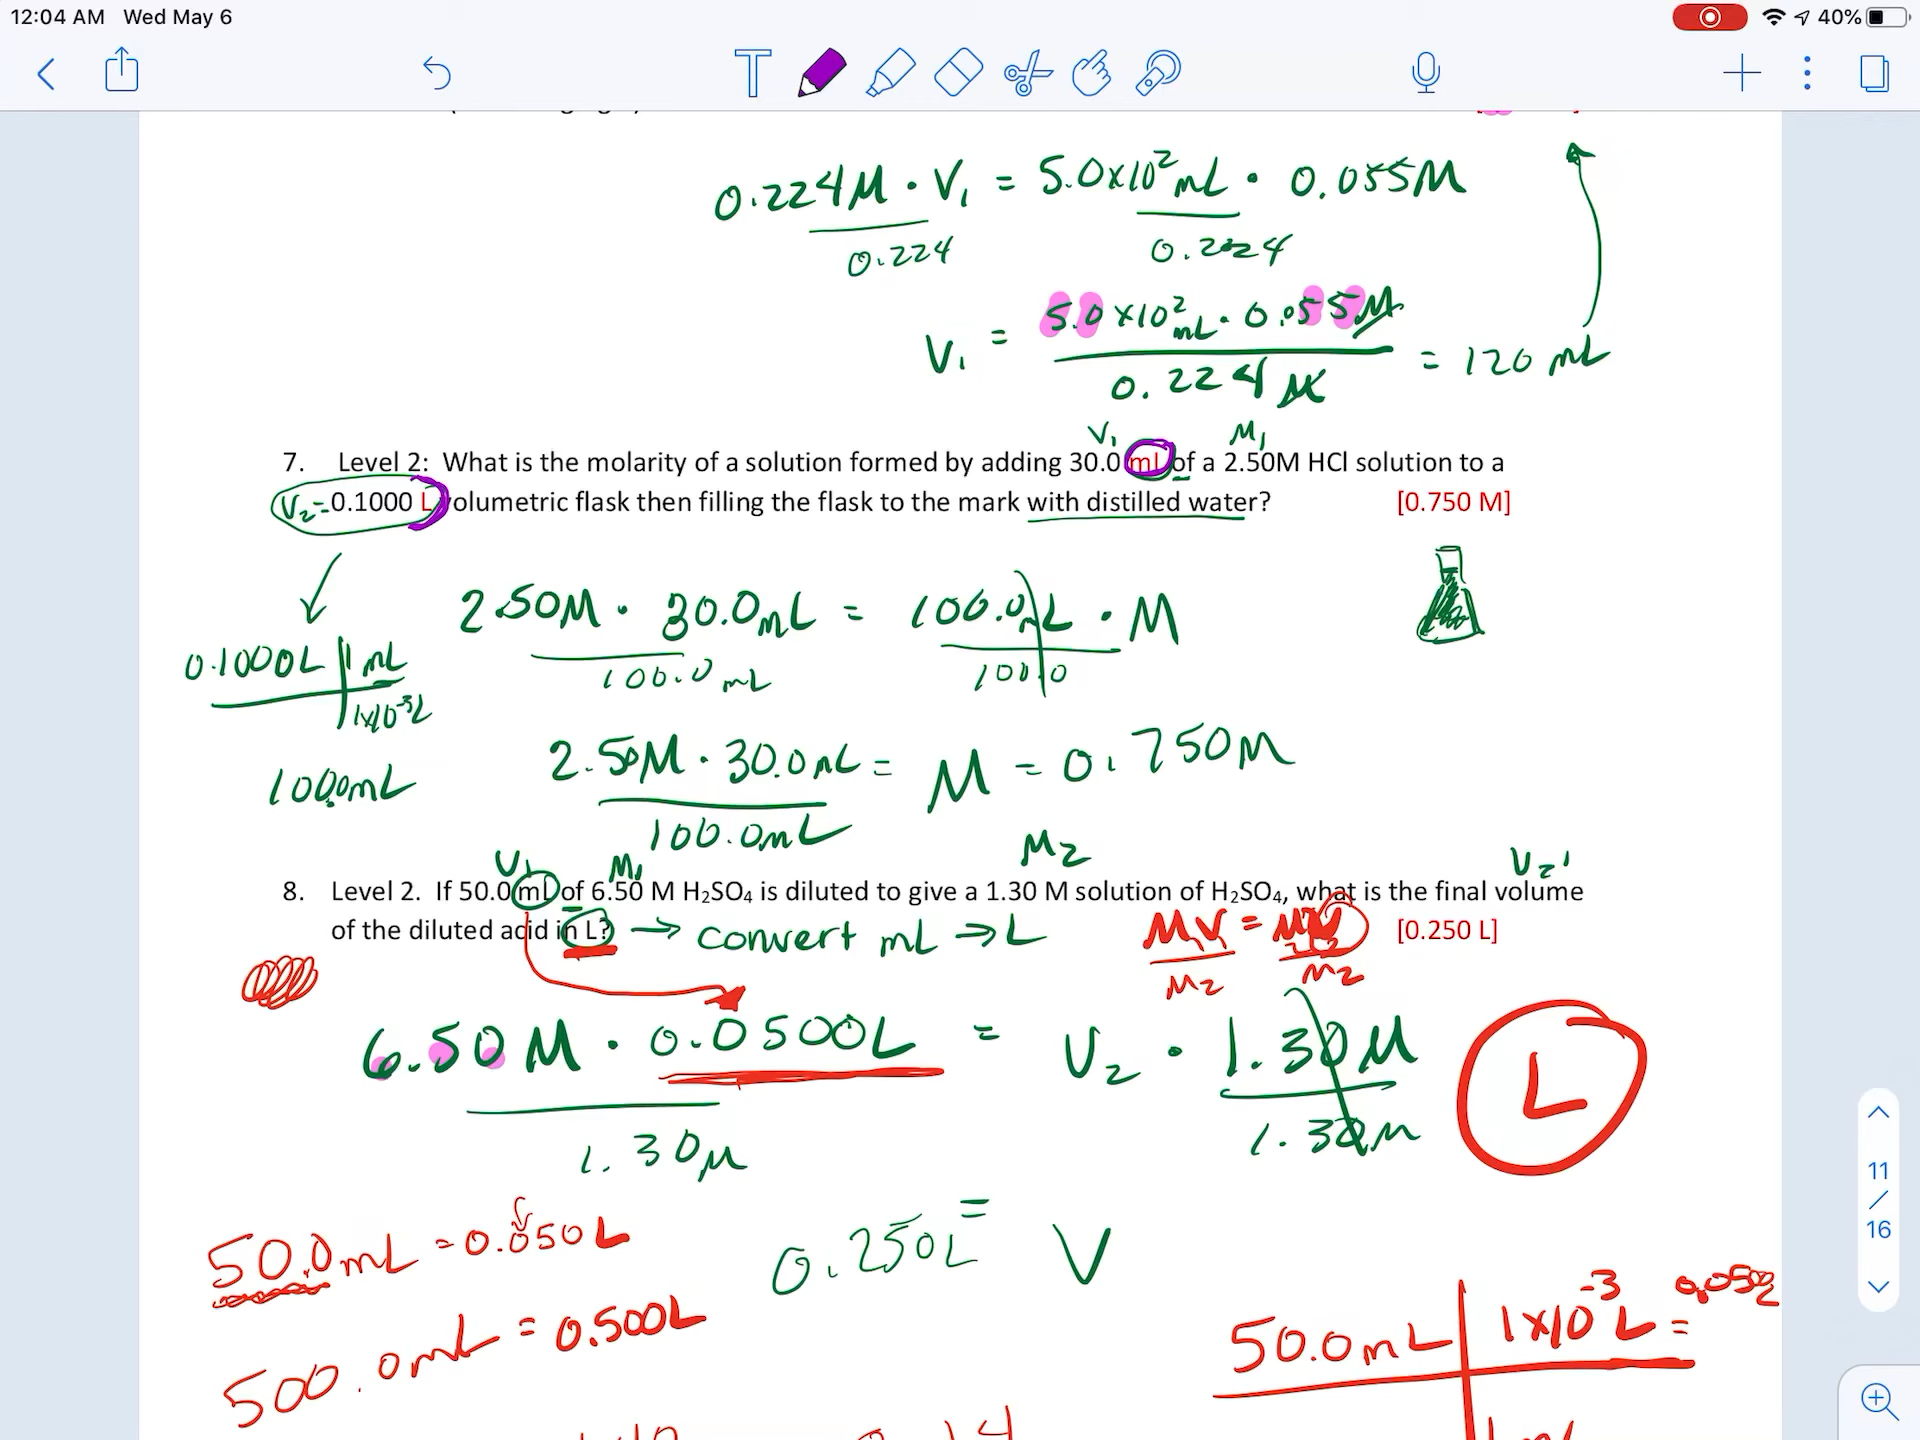 12:04 AM Wed May 6
40%
T
0.224M · V₁ = 5.0x10² mL · 0.055M
0.224 0.224
V₁ = 5.0 x10² mL · 0.055M = 120 mL
0.224 M
V₁ M₁
7. Level 2: What is the molarity of a solution formed by adding 30.0 mL of a 2.50M HCl solution to a
V₂=0.1000 L volumetric flask then filling the flask to the mark with distilled water? [0.750 M]
2.50M · 30.0mL = 100.0mL · M
100.0 mL 100.0
0.1000L 1 mL
1x10⁻³L
100.0mL
2.50M · 30.0mL = M = 0.750M
100.0mL
V₁ M₁ M₂ V₂
8. Level 2. If 50.0 mL of 6.50 M H₂SO₄ is diluted to give a 1.30 M solution of H₂SO₄, what is the final volume
of the diluted acid in L? → convert mL ⇒ L M₁V₁ = M₂V₂ [0.250 L]
M₂ M₂
6.50 M · 0.0500L = V₂ · 1.30M
1.30M 1.30M
L
50.0mL = 0.050L
0.250L = V
500.0mL = 0.500L
50.0mL 1x10⁻³ L =
11
/
16